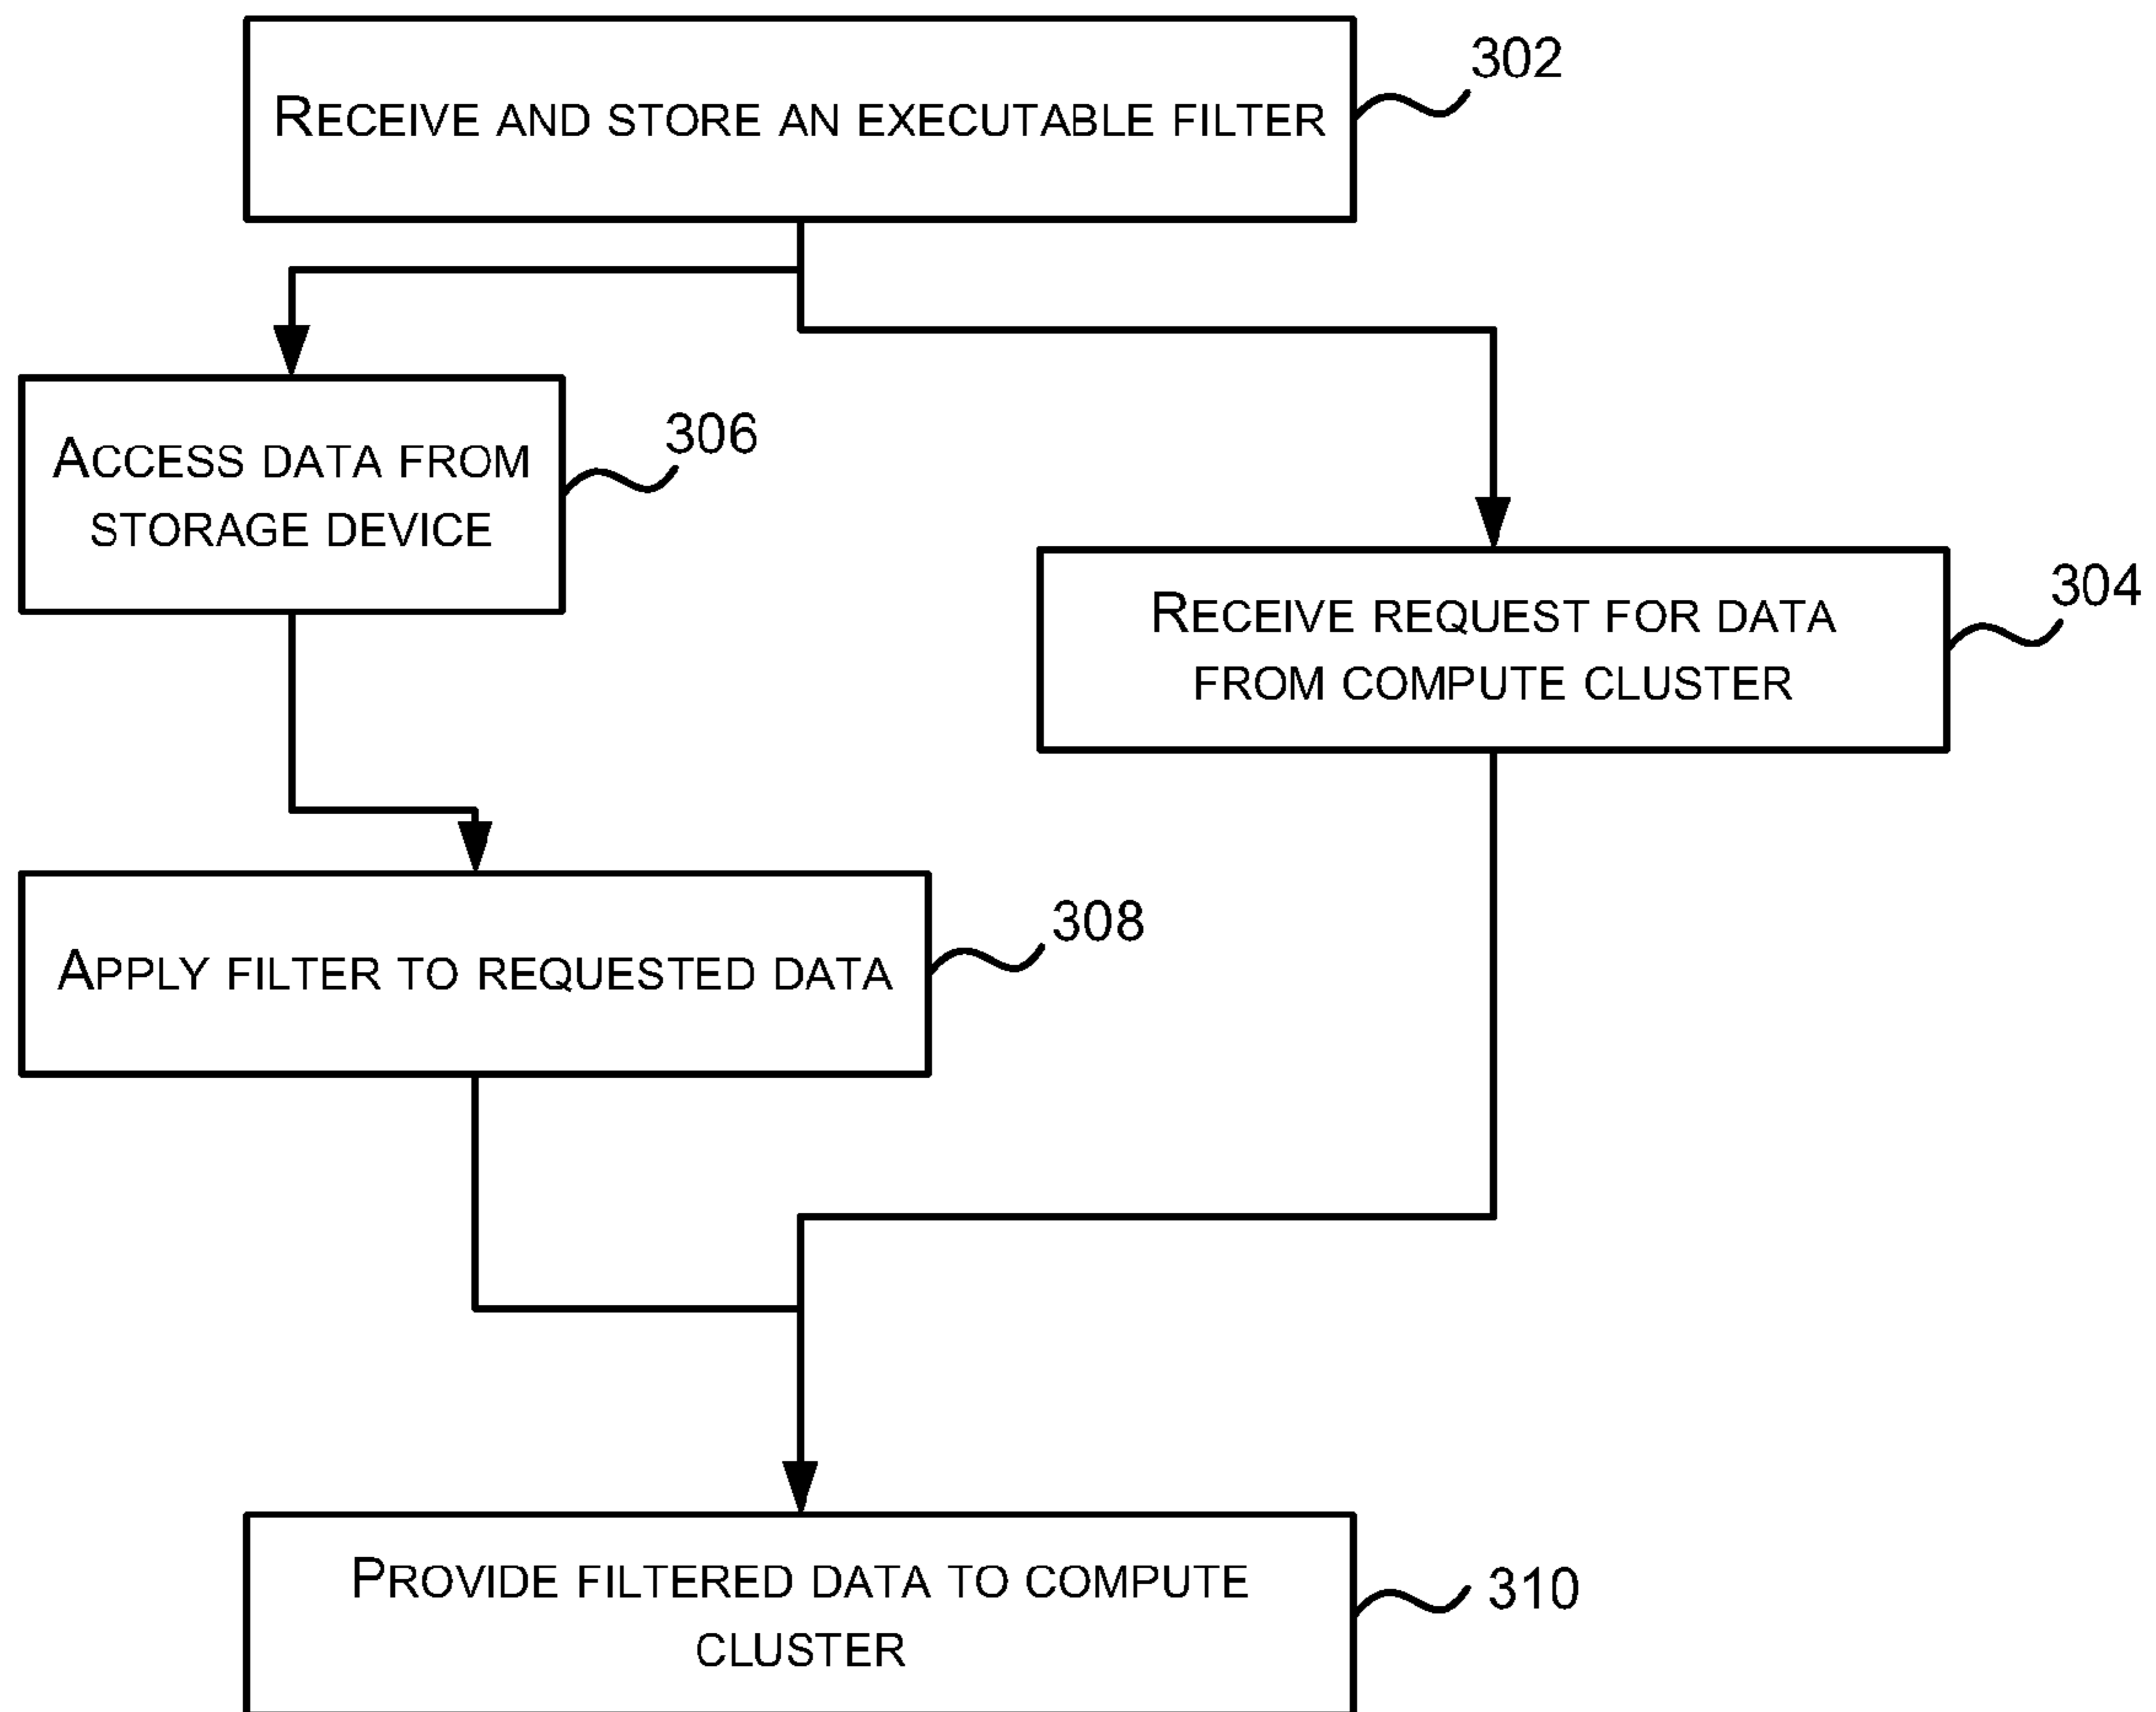 302
RECEIVE AND STORE AN EXECUTABLE FILTER
306
ACCESS DATA FROM
STORAGE DEVICE
304
RECEIVE REQUEST FOR DATA
FROM COMPUTE CLUSTER
308
APPLY FILTER TO REQUESTED DATA
PROVIDE FILTERED DATA TO COMPUTE
CLUSTER
310